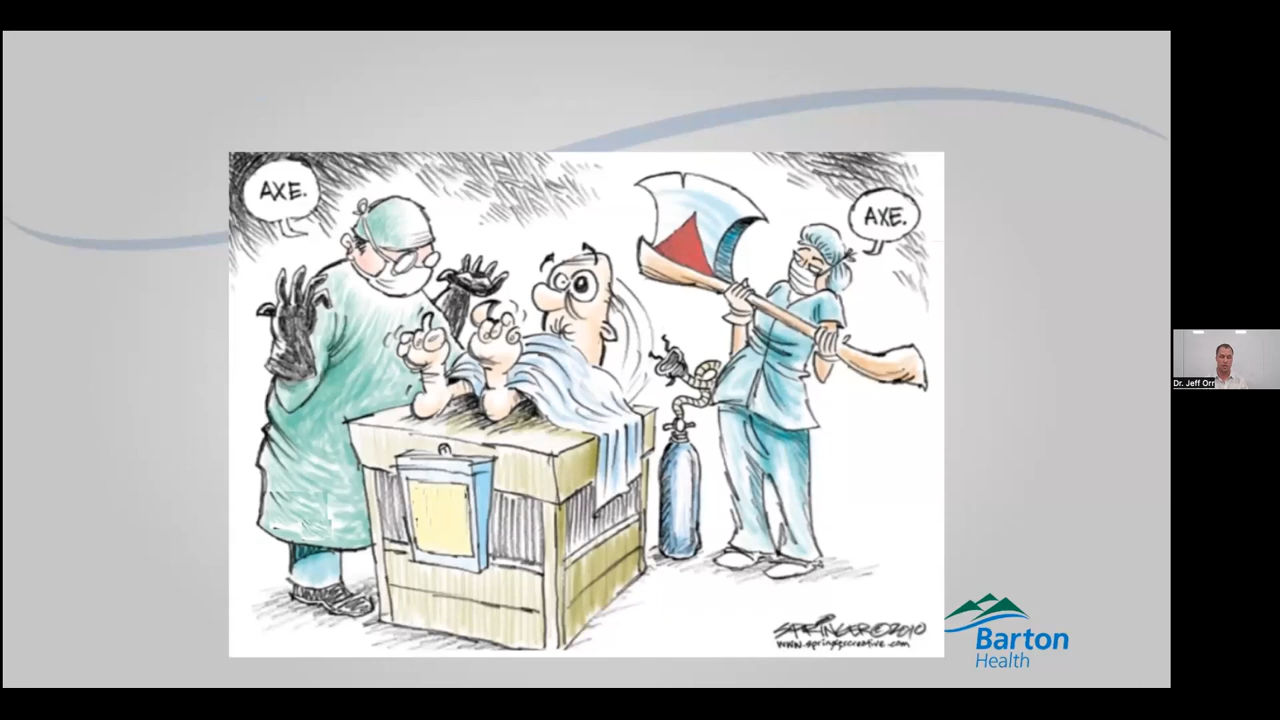 AXE.
AXE.
SPRINGER©2010
www.springercreative.com
Barton
Health
Dr. Jeff Orr